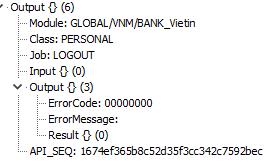 Output {} (6)
Module: GLOBAL/VNM/BANK_Vietin
Class: PERSONAL
Job: LOGOUT
Input {} (0)
Output {} (3)
ErrorCode: 00000000
ErrorMessage:
Result {} (0)
API_SEQ: 1674ef365b8c52d35f3cc342c7592bec